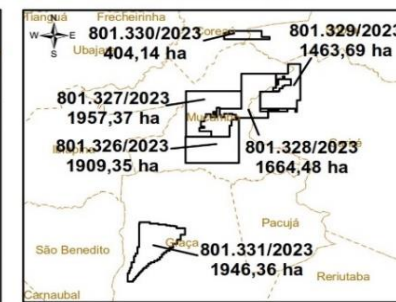 Tianguá
Frecheirinha
N
W
E
S
Ubaja
Coreaú
801.330/2023
404,14 ha
801.329/2023
1463,69 ha
801.327/2023
1957,37 ha
Mucambo
801.326/2023
1909,35 ha
801.328/2023
1664,48 ha
Pacujá
São Benedito
Graça
801.331/2023
1946,36 ha
Reriutaba
Carnaubal